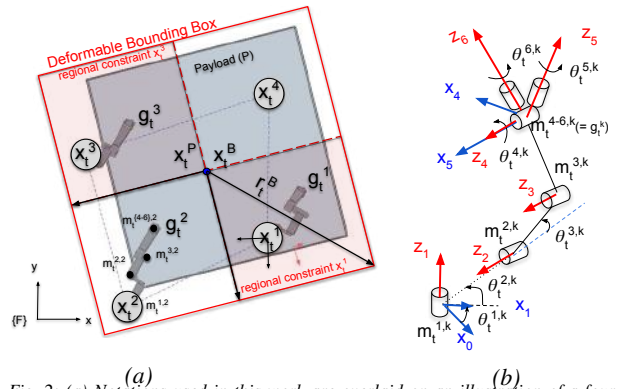 Deformable Bounding Box
regional constraint x_t^3
Payload (P)
x_t^4
g_t^3
x_t^3
x_t^P
x_t^B
r_t^B
g_t^1
g_t^2
m_t^{(4-6),2}
m_t^{3,2}
m_t^{2,2}
m_t^{1,2}
x_t^1
x_t^2
regional constraint x_t^1
y
{F}
x
(a)
z_6
θ_t^{6,k}
z_5
θ_t^{5,k}
x_4
m_t^{4-6,k}(= g_t^k)
x_5
z_4
θ_t^{4,k}
m_t^{3,k}
z_3
m_t^{2,k}
θ_t^{3,k}
z_1
z_2
θ_t^{2,k}
x_1
θ_t^{1,k}
m_t^{1,k}
x_0
(b)